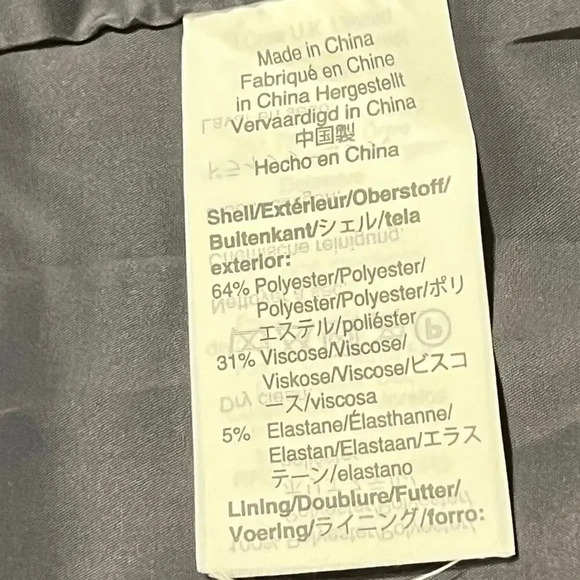 Made in China
Fabriqué en Chine
in China Hergestellt
Vervaardigd in China
中国製
Hecho en China
Shell/Extérieur/Oberstoff/
Buitenkant/シェル/tela
exterior:
64% Polyester/Polyester/
Polyester/Polyester/ポリ
エステル/poliéster
31% Viscose/Viscose/
Viskose/Viscose/ビスコ
ース/viscosa
5% Elastane/Élasthanne/
Elastan/Elastaan/エラス
テーン/elastano
Lining/Doublure/Futter/
Voering/ライニング/forro: